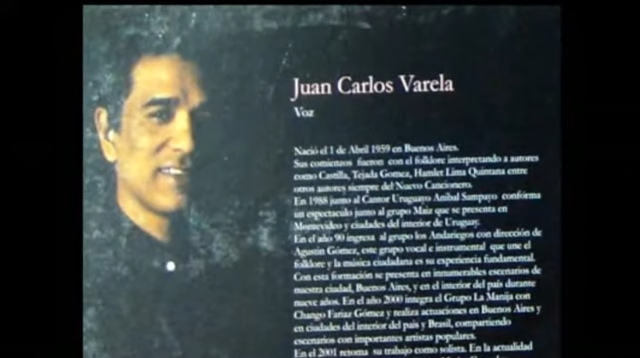 Juan Carlos Varela
Voz
Nació el 1 de Abril 1959 en Buenos Aires.
Sus comienzos fueron con el folklore interpretando a autores
como Castilla, Tejada Gomez, Hamlet Lima Quintana entre
otros autores siempre del Nuevo Cancionero.
En 1988 junto al Cantor Uruguayo Anibal Sampayo confórma
un espectaculo junto al grupo Maiz que se presenta en
Montevideo y ciudades del interior de Uruguay.
En el año 90 ingresa al grupo los Andariegos con dirección de
Agustin Gómez, este grupo vocal e instrumental que une el
folklore y la música ciudadana es su experiencia fundamental.
Con esta formación se presenta en innumerables escenarios de
nuestra ciudad, Buenos Aires, y en el interior del país durante
nueve años. En el año 2000 integra el Grupo La Manija con
Chango Fariaz Gómez y realiza actuaciones en Buenos Aires y
en ciudades del interior del país y Brasil, compartiendo
escenarios con importantes artistas populares.
En el 2001 retoma su trabajo como solista. En la actualidad